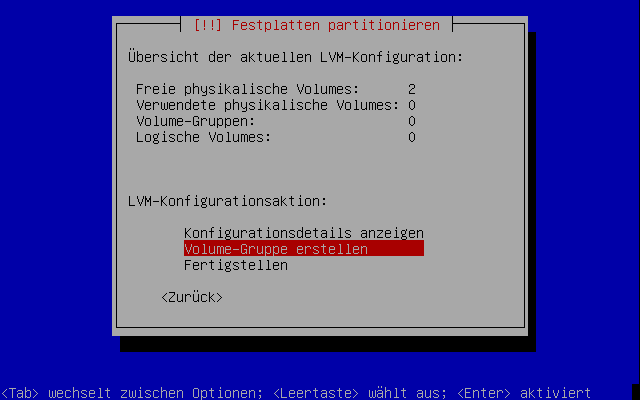 [!!] Festplatten partitionieren
Übersicht der aktuellen LVM-Konfiguration:
Freie physikalische Volumes: 2
Verwendete physikalische Volumes: 0
Volume-Gruppen: 0
Logische Volumes: 0
LVM-Konfigurationsaktion:
Konfigurationsdetails anzeigen
Volume-Gruppe erstellen
Fertigstellen
<Zurück>
<Tab> wechselt zwischen Optionen; <Leertaste> wählt aus; <Enter> aktiviert